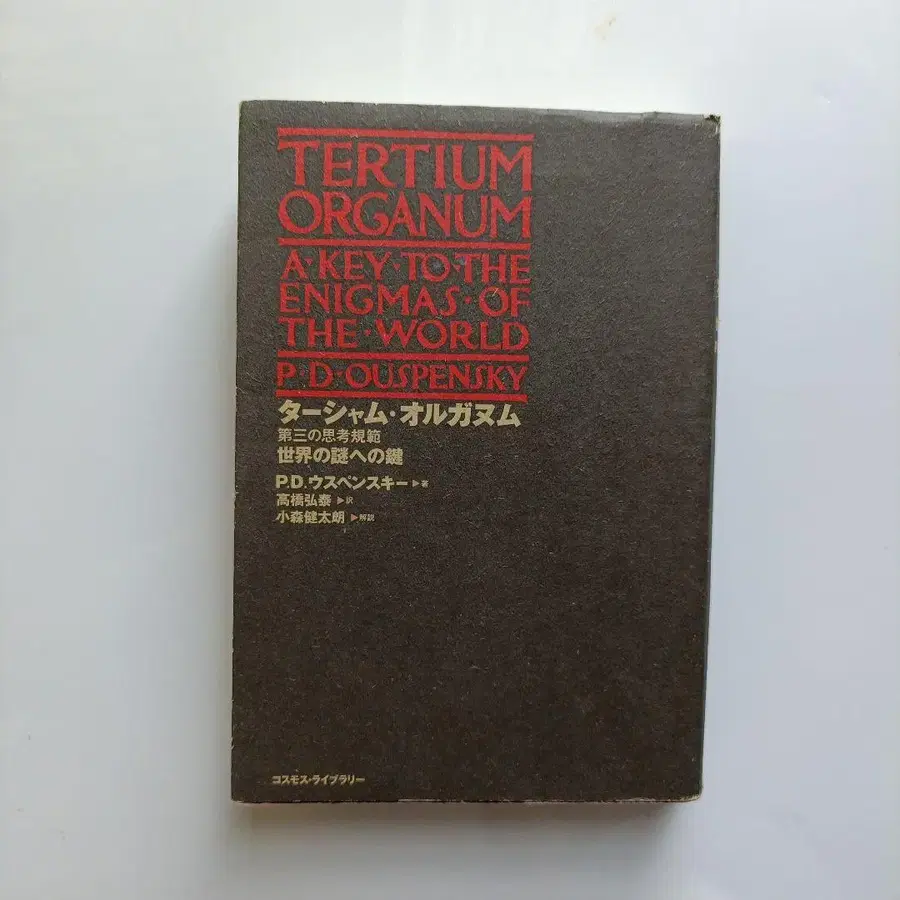 TERTIUM
ORGANUM
A·KEY·TO·THE
ENIGMAS·OF
THE·WORLD
P·D·OUSPENSKY
ターシャム・オルガヌム
第三の思考規範
世界の謎への鍵
P.D.ウスペンスキー▶著
高橋弘泰▶訳
小森健太朗▶解説
コスモス・ライブラリー